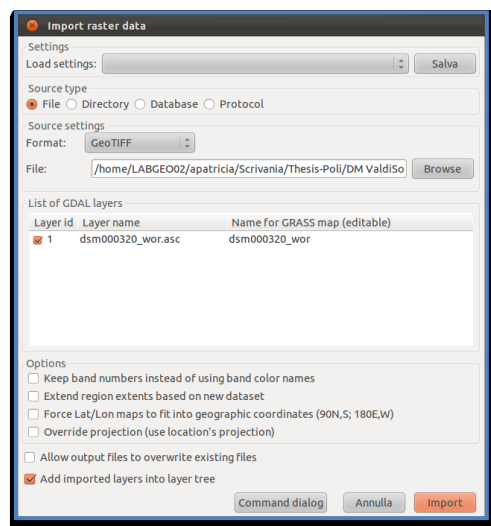 Import raster data
Settings
Load settings:
Salva
Source type
File Directory Database Protocol
Source settings
Format: GeoTIFF
File: /home/LABGEO02/apatricia/Scrivania/Thesis-Poli/DM ValdiSo Browse
List of GDAL layers
Layer id Layer name Name for GRASS map (editable)
1 dsm000320_wor.asc dsm000320_wor
Options
Keep band numbers instead of using band color names
Extend region extents based on new dataset
Force Lat/Lon maps to fit into geographic coordinates (90N,S; 180E,W)
Override projection (use location's projection)
Allow output files to overwrite existing files
Add imported layers into layer tree
Command dialog Annulla Import